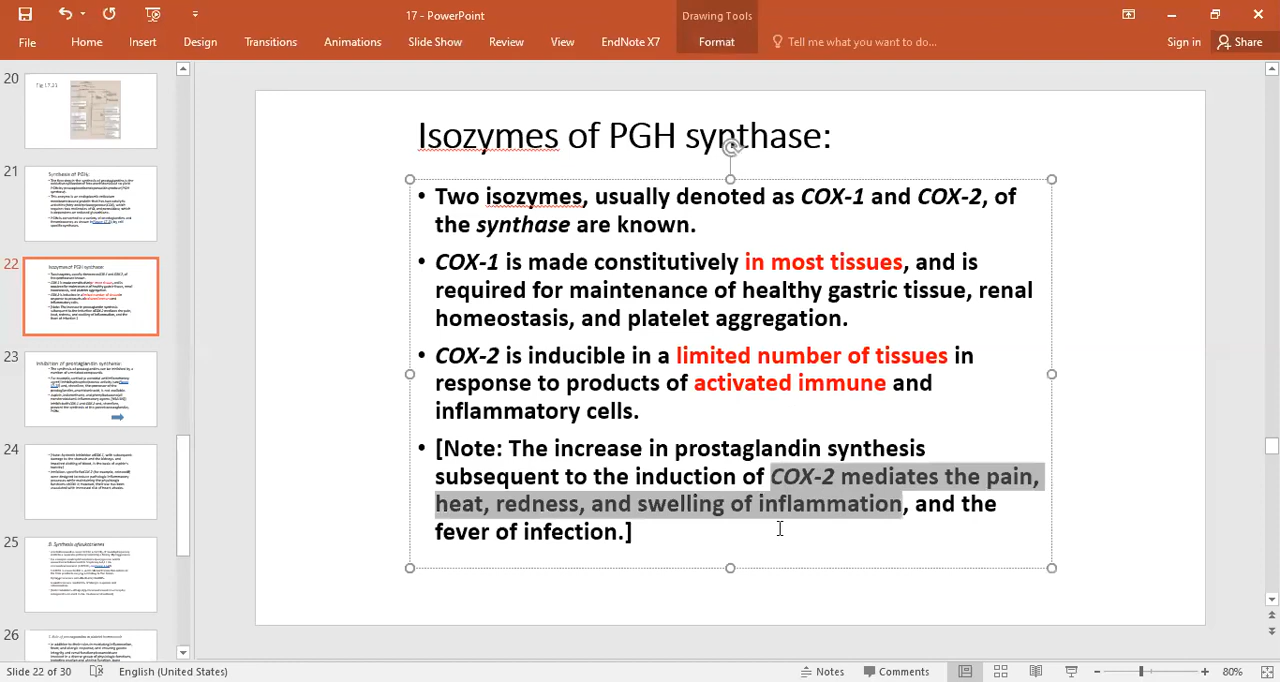 17 - PowerPoint
Drawing Tools
File
Home
Insert
Design
Transitions
Animations
Slide Show
Review
View
EndNote X7
Format
Tell me what you want to do...
Sign in
Share
20
21
22
23
24
25
26
Isozymes of PGH synthase:
• Two isozymes, usually denoted as COX-1 and COX-2, of
the synthase are known.
• COX-1 is made constitutively in most tissues, and is
required for maintenance of healthy gastric tissue, renal
homeostasis, and platelet aggregation.
• COX-2 is inducible in a limited number of tissues in
response to products of activated immune and
inflammatory cells.
• [Note: The increase in prostaglandin synthesis
subsequent to the induction of COX-2 mediates the pain,
heat, redness, and swelling of inflammation, and the
fever of infection.]
Slide 22 of 30
English (United States)
Notes
Comments
80%